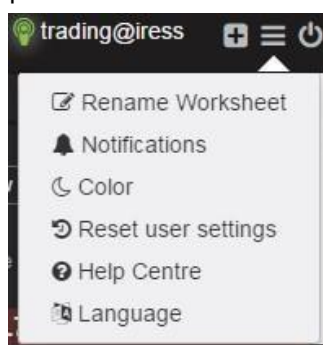 trading@iress
Rename Worksheet
Notifications
Color
Reset user settings
Help Centre
Language